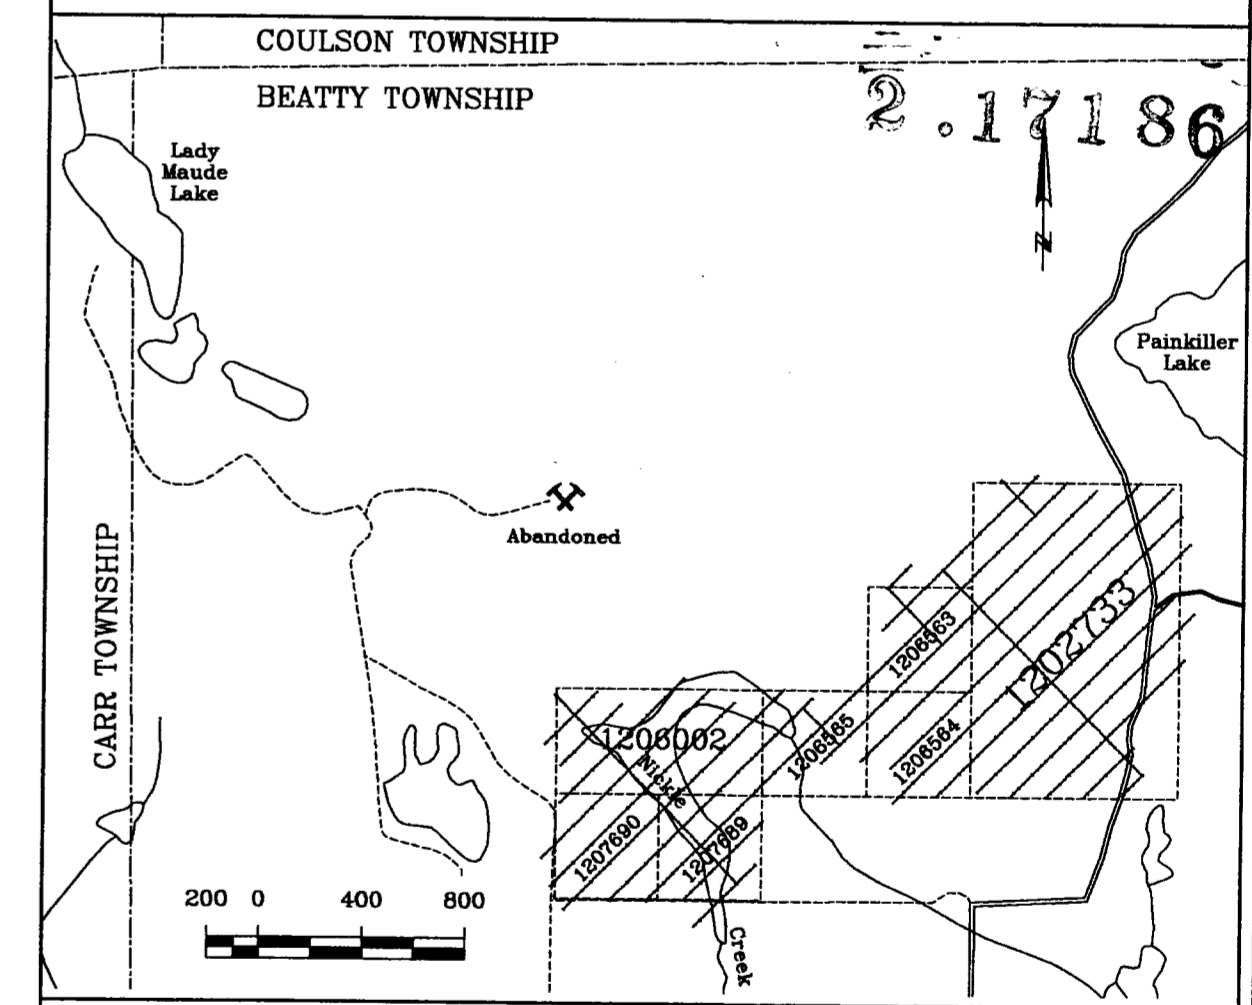 COULSON TOWNSHIP
BEATTY TOWNSHIP
2.17186
Lady
Maude
Lake
N
Painkiller
Lake
Abandoned
CARR TOWNSHIP
1202733
1206563
1206002
1206565
1206564
Nickle
1207690
1207689
200 0 400 800
Creek